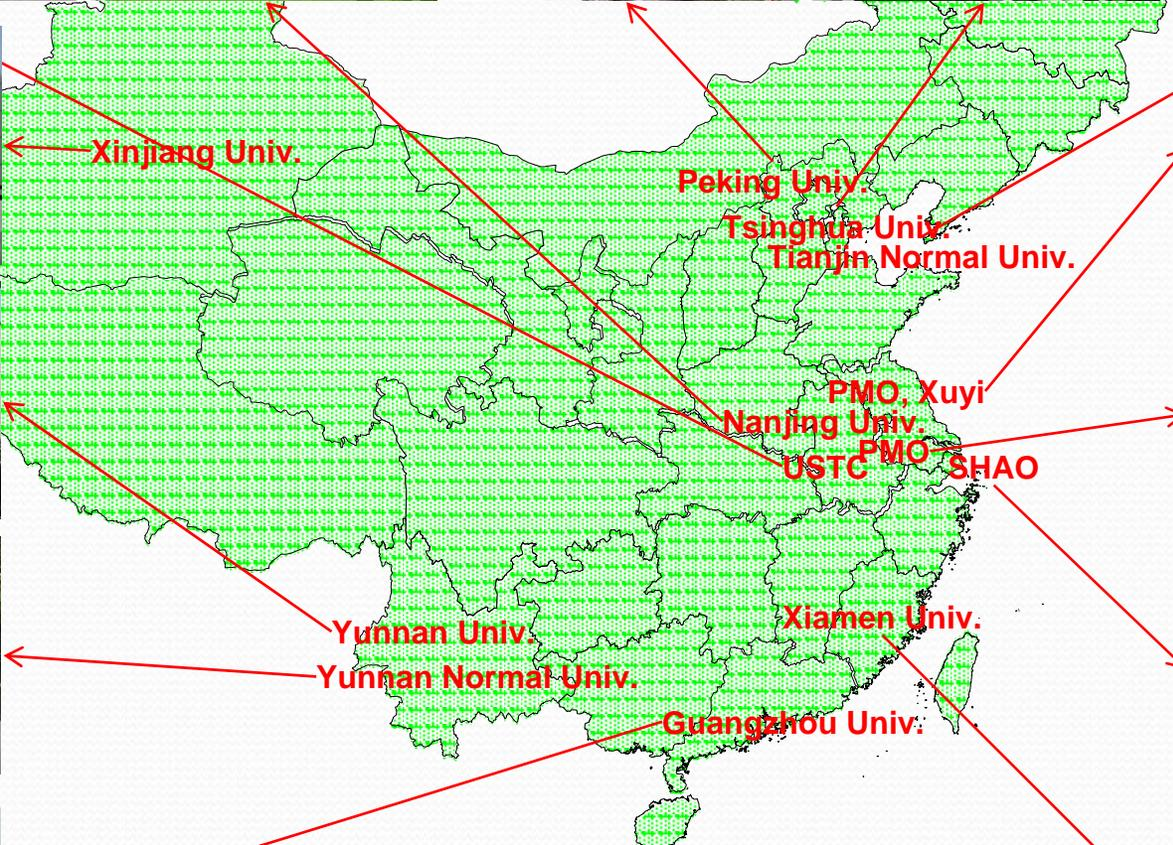 Xinjiang Univ.
Peking Univ.
Tsinghua Univ.
Tianjin Normal Univ.
PMO, Xuyi
Nanjing Univ.
PMO
USTC
SHAO
Xiamen Univ.
Yunnan Univ.
Yunnan Normal Univ.
Guangzhou Univ.